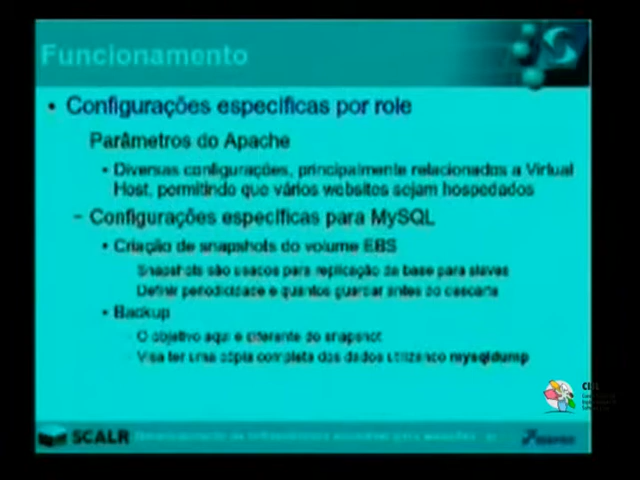 Funcionamento
• Configurações específicas por role
Parâmetros do Apache
• Diversas configurações, principalmente relacionados a Virtual
Host, permitindo que vários websites sejam hospedados
– Configurações específicas para MySQL
• Criação de snapshots do volume EBS
Snapshots são usados para replicação da base para slaves
Definir periodicidade e quantos guardar antes do descarte
• Backup
O objetivo aqui é diferente do snapshot
Visa ter uma cópia completa dos dados utilizando mysqldump
SCALR